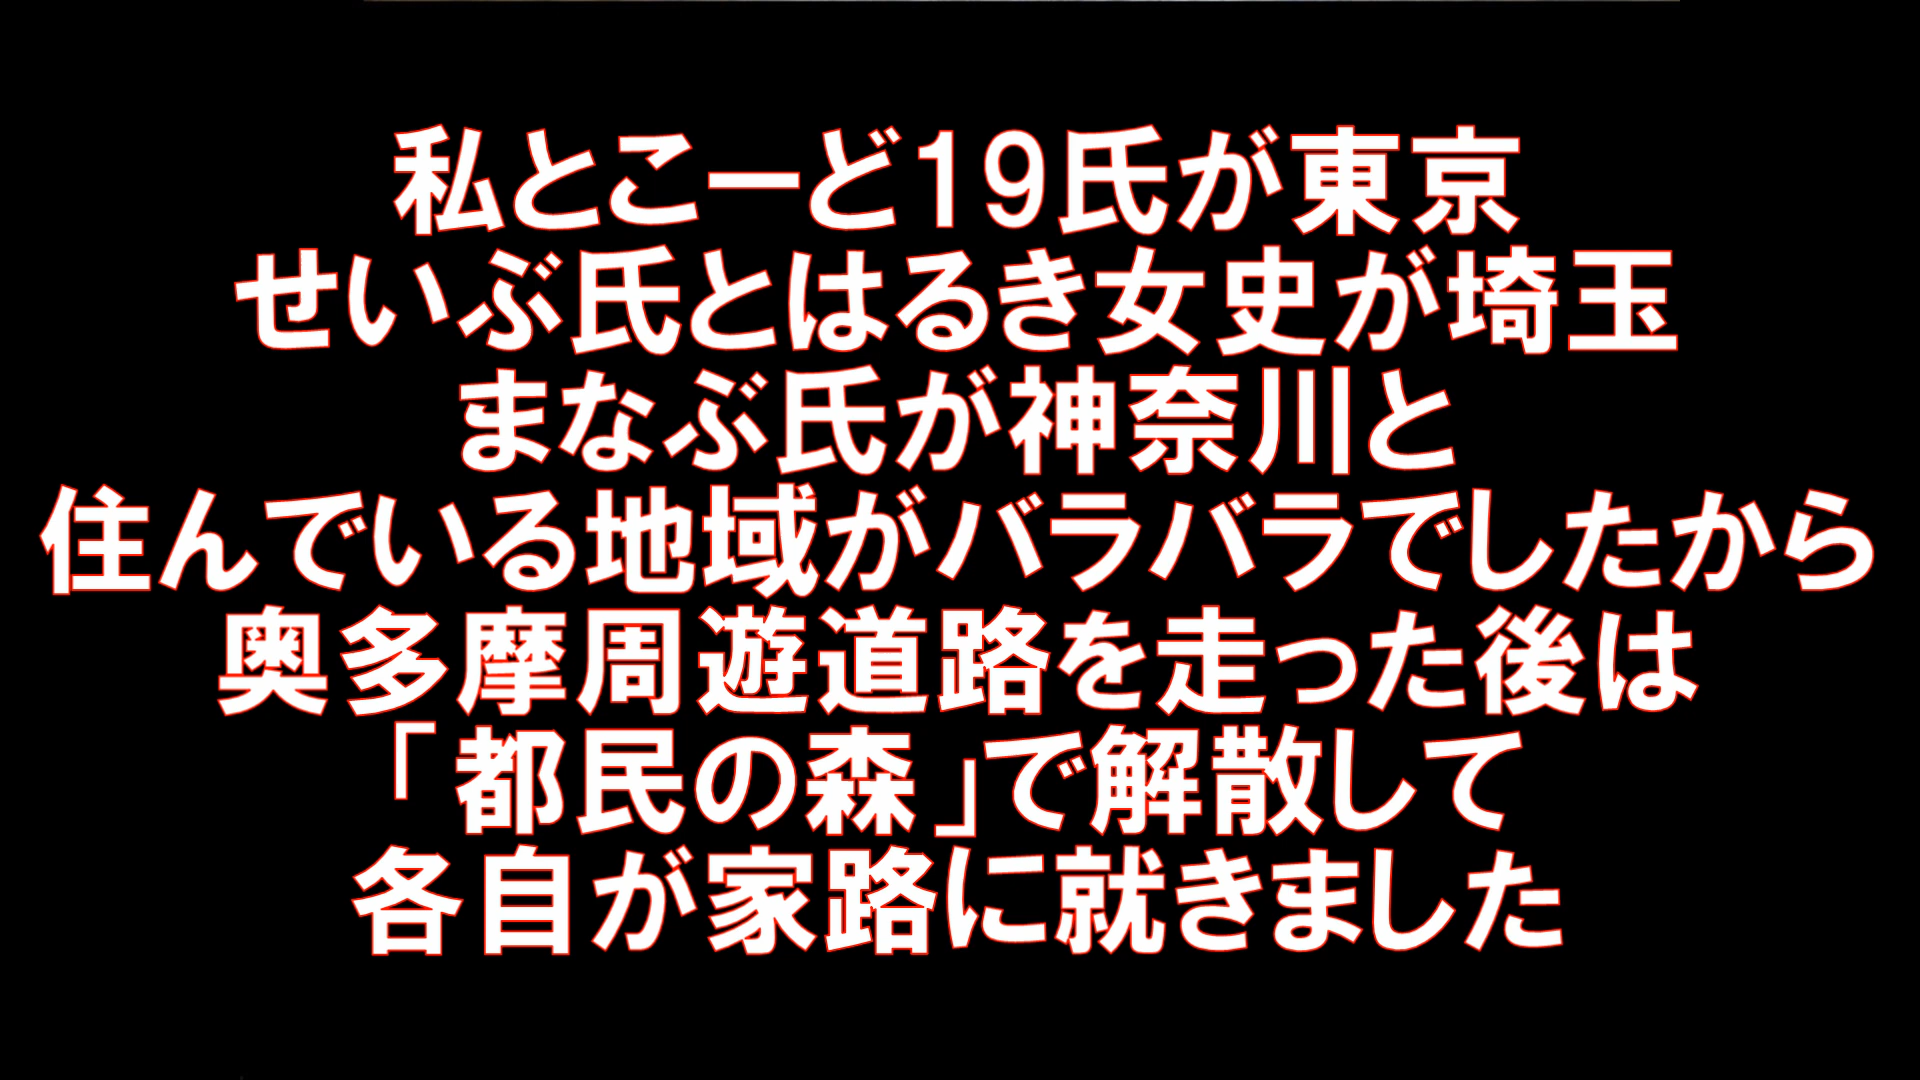 私とこーど19氏が東京
せいぶ氏とはるき女史が埼玉
まなぶ氏が神奈川と
住んでいる地域がバラバラでしたから
奥多摩周遊道路を走った後は
「都民の森」で解散して
各自が家路に就きました